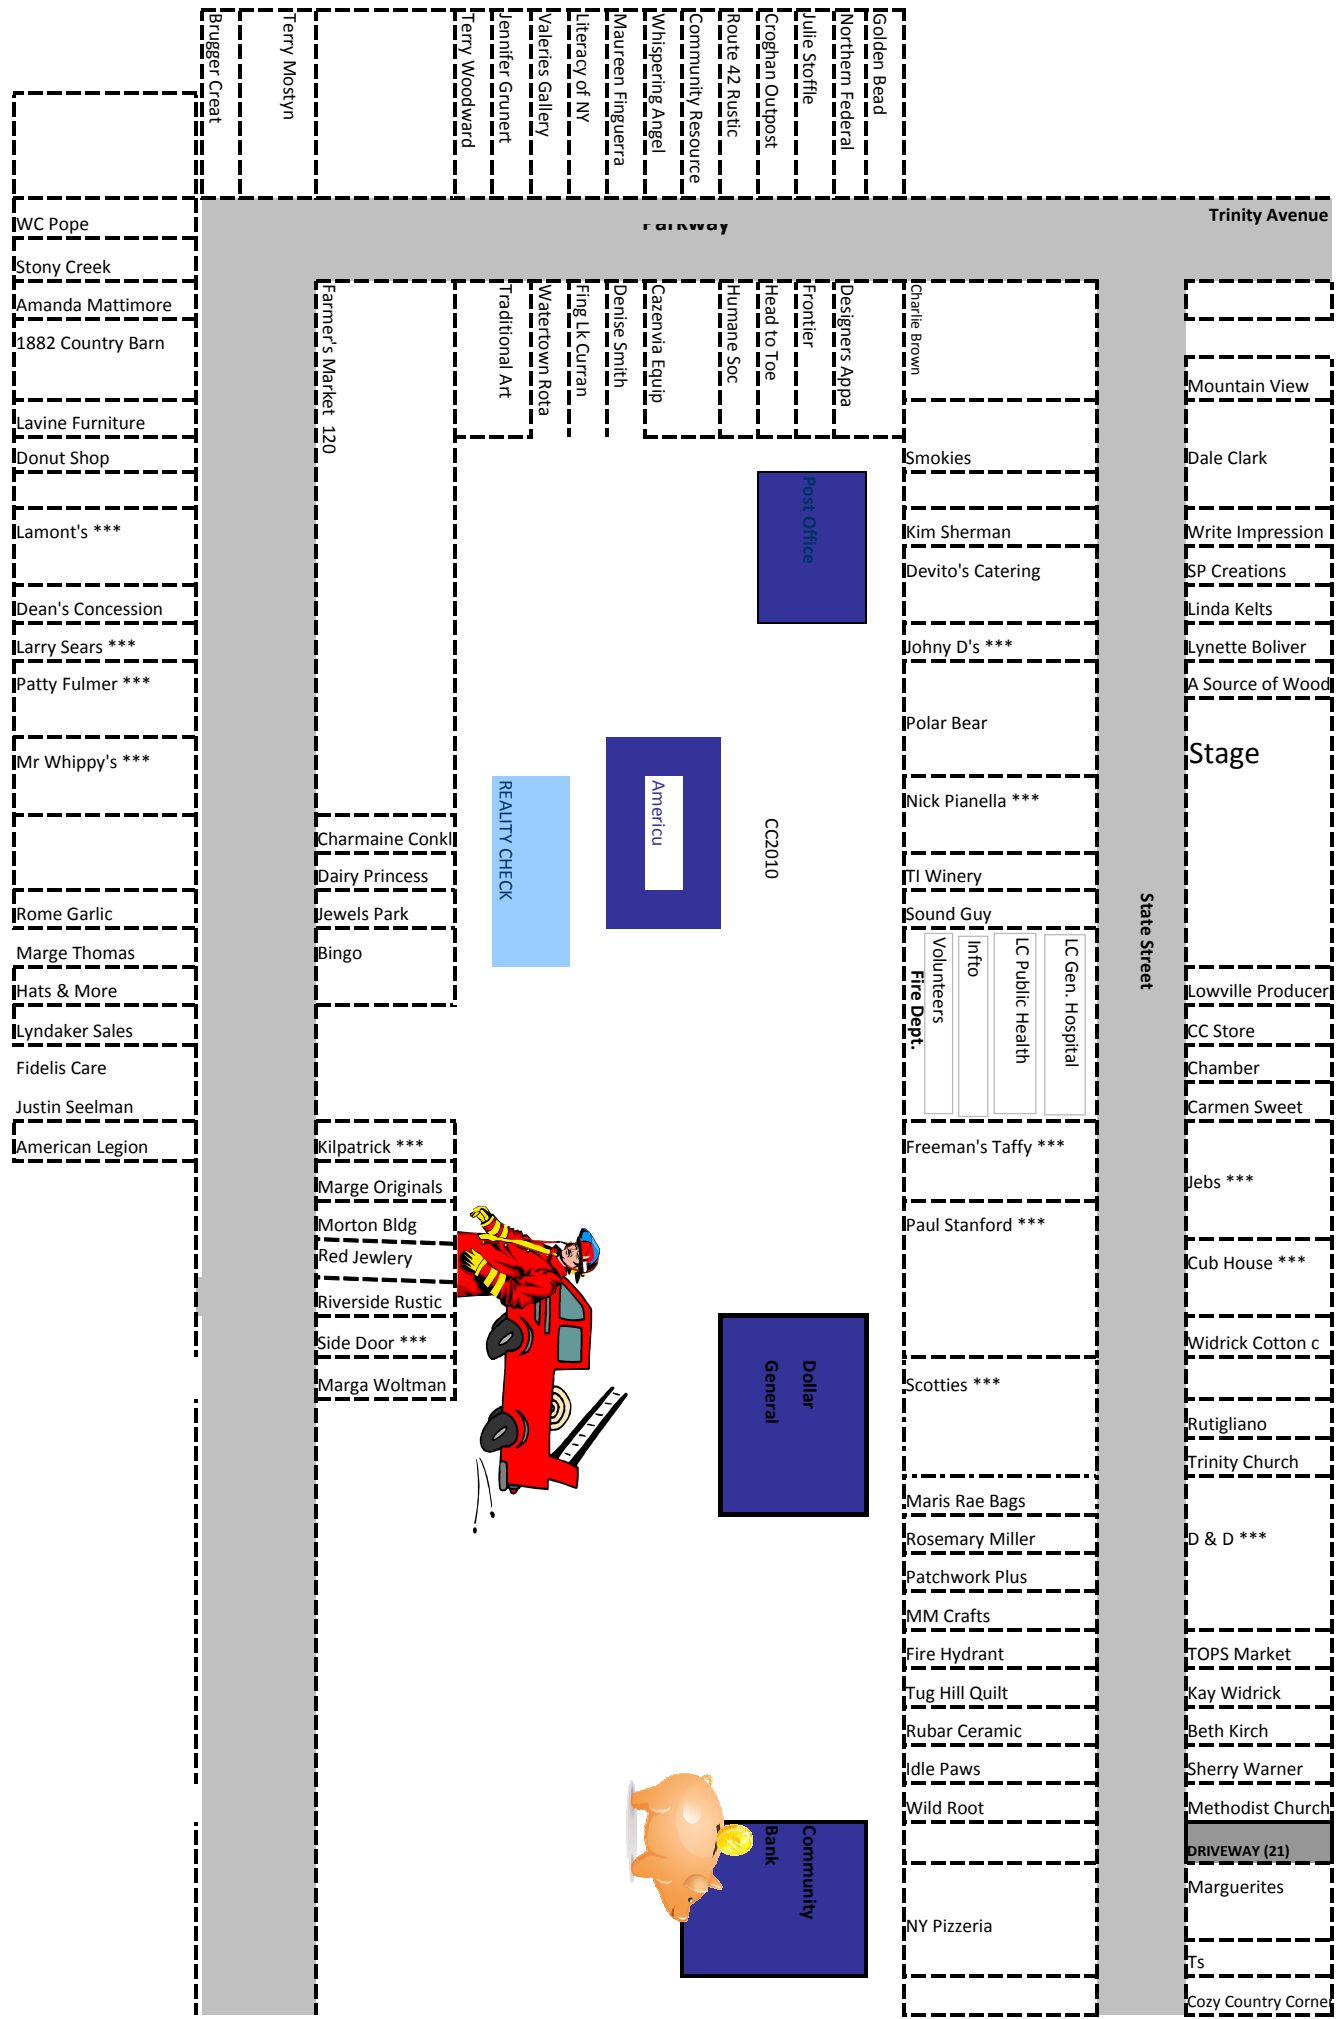 Brugger Creat
Terry Mostyn
Terry Woodward
Jennifer Grunert
Valeries Gallery
Literacy of NY
Maureen Finguerra
Whispering Angel
Community Resource
Route 42 Rustic
Croghan Outpost
Julie Stoffle
Northern Federal
Golden Bead
Parkway
Trinity Avenue
WC Pope
Stony Creek
Amanda Mattimore
1882 Country Barn
Lavine Furniture
Donut Shop
Lamont's ***
Dean's Concession
Larry Sears ***
Patty Fulmer ***
Mr Whippy's ***
Rome Garlic
Marge Thomas
Hats & More
Lyndaker Sales
Fidelis Care
Justin Seelman
American Legion
Farmer's Market 120
Traditional Art
Watertown Rota
Fing Lk Curran
Denise Smith
Cazenvia Equip
Humane Soc
Head to Toe
Frontier
Designers Appa
Charlie Brown
Charmaine Conkl
Dairy Princess
Jewels Park
Bingo
Kilpatrick ***
Marge Originals
Morton Bldg
Red Jewlery
Riverside Rustic
Side Door ***
Marga Woltman
Post Office
REALITY CHECK
Americu
CC2010
Dollar
General
Community
Bank
Smokies
Kim Sherman
Devito's Catering
Johny D's ***
Polar Bear
Nick Pianella ***
TI Winery
Sound Guy
Fire Dept.
Volunteers
Infto
LC Public Health
LC Gen. Hospital
Freeman's Taffy ***
Paul Stanford ***
Scotties ***
Maris Rae Bags
Rosemary Miller
Patchwork Plus
MM Crafts
Fire Hydrant
Tug Hill Quilt
Rubar Ceramic
Idle Paws
Wild Root
NY Pizzeria
State Street
Mountain View
Dale Clark
Write Impression
SP Creations
Linda Kelts
Lynette Boliver
A Source of Wood
Stage
Lowville Producer
CC Store
Chamber
Carmen Sweet
Jebs ***
Cub House ***
Widrick Cotton c
Rutigliano
Trinity Church
D & D ***
TOPS Market
Kay Widrick
Beth Kirch
Sherry Warner
Methodist Church
DRIVEWAY (21)
Marguerites
Ts
Cozy Country Corner